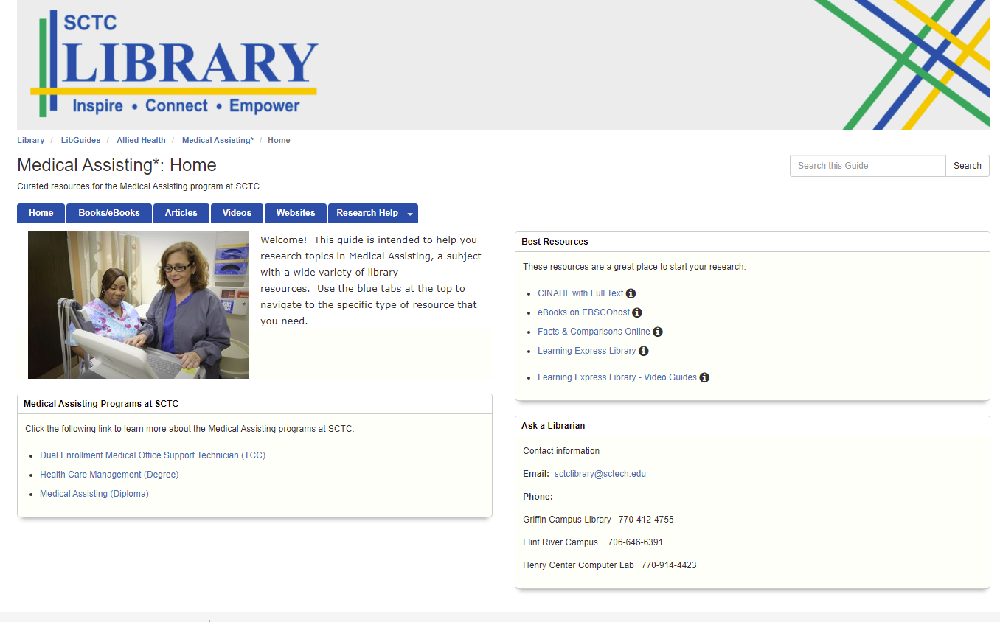 SCTC
LIBRARY
Inspire • Connect • Empower
Library / LibGuides / Allied Health / Medical Assisting* / Home
Medical Assisting*: Home
Search this Guide
Search
Curated resources for the Medical Assisting program at SCTC
Home
Books/eBooks
Articles
Videos
Websites
Research Help
Welcome!  This guide is intended to help you
research topics in Medical Assisting, a subject
with a wide variety of library
resources.  Use the blue tabs at the top to
navigate to the specific type of resource that
you need.
Medical Assisting Programs at SCTC
Click the following link to learn more about the Medical Assisting programs at SCTC.
• Dual Enrollment Medical Office Support Technician (TCC)
• Health Care Management (Degree)
• Medical Assisting (Diploma)
Best Resources
These resources are a great place to start your research.
• CINAHL with Full Text
• eBooks on EBSCOhost
• Facts & Comparisons Online
• Learning Express Library
• Learning Express Library - Video Guides
Ask a Librarian
Contact information
Email:  sctclibrary@sctech.edu
Phone:
Griffin Campus Library   770-412-4755
Flint River Campus    706-646-6391
Henry Center Computer Lab   770-914-4423